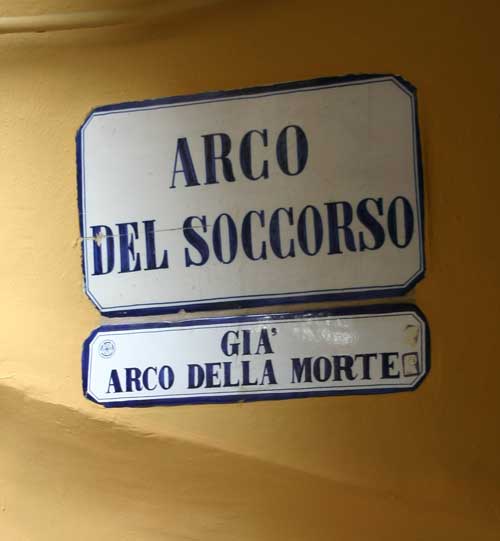 ARCO
DEL SOCCORSO
GIA'
ARCO DELLA MORTE